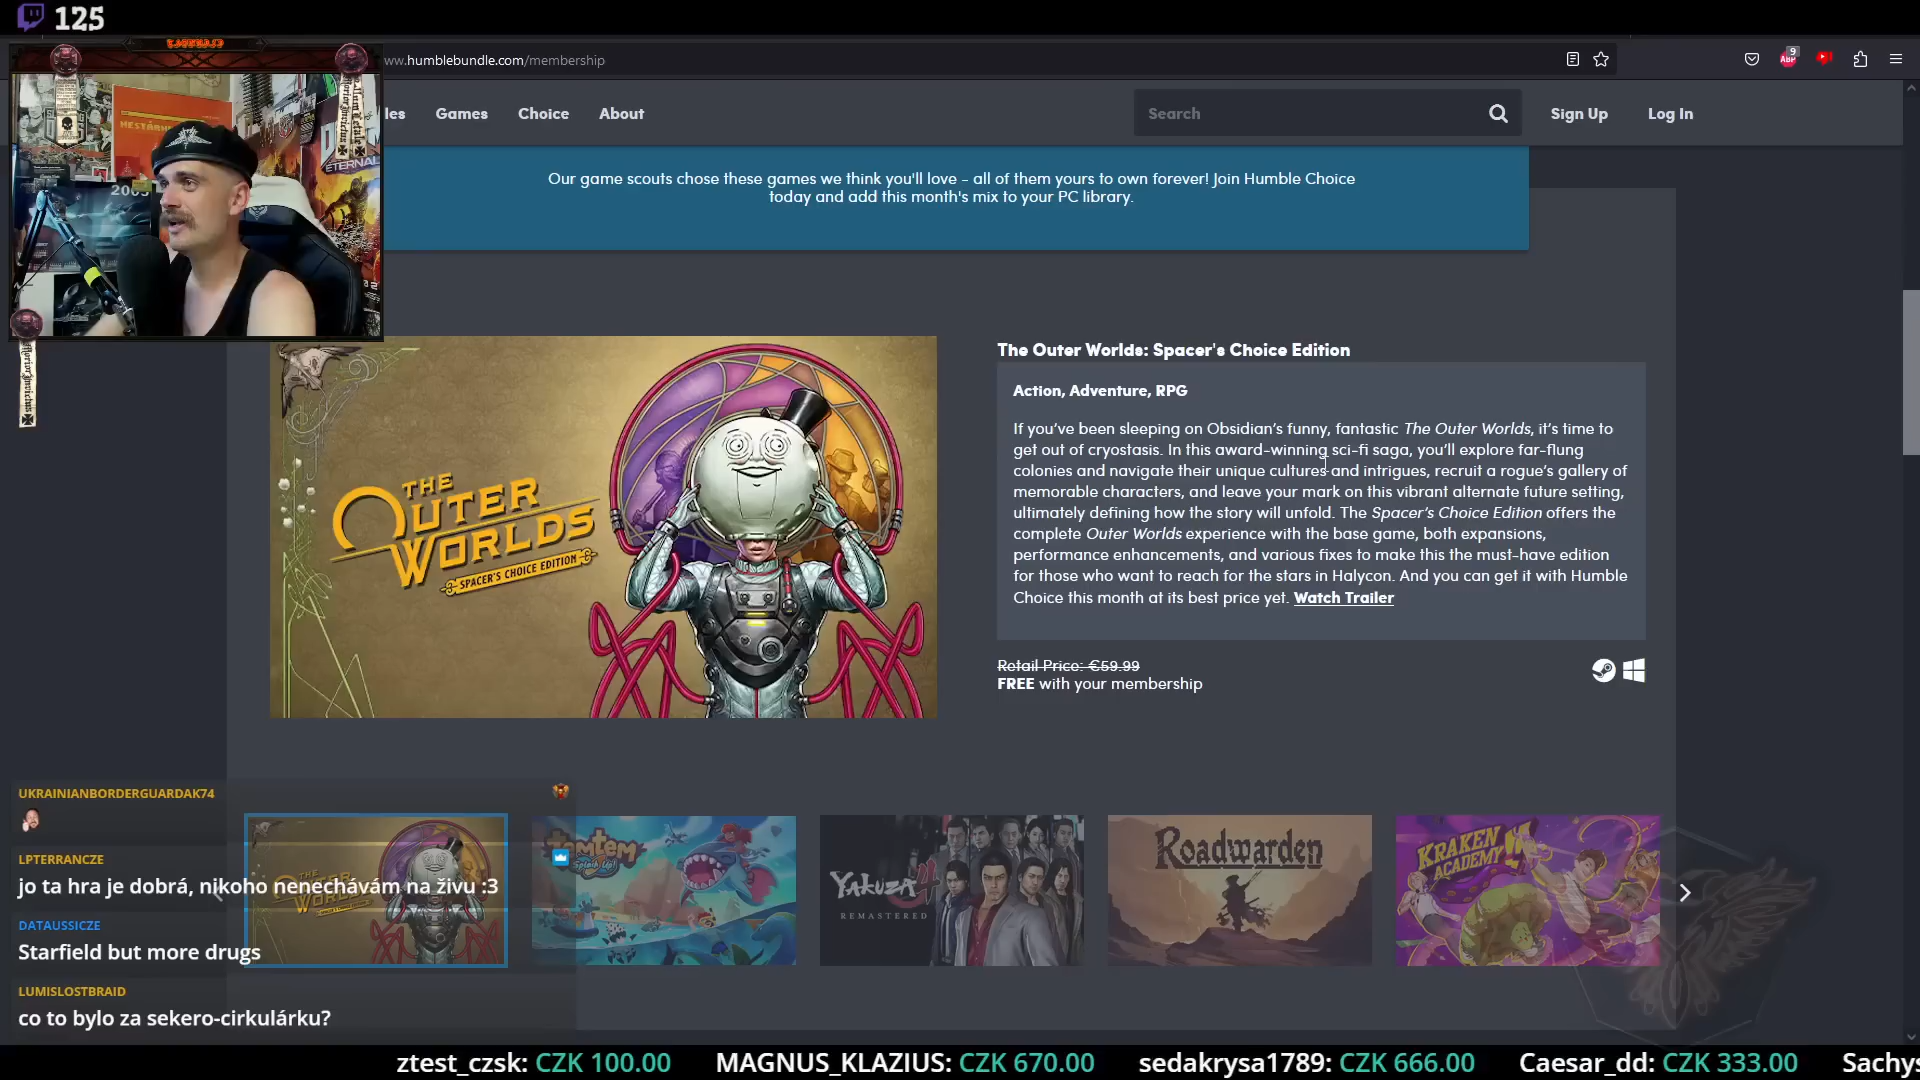 125
www.humblebundle.com/membership
9
ABP
les
Games
Choice
About
Search
Sign Up
Log In
ETERNAL
2005
Our game scouts chose these games we think you'll love - all of them yours to own forever! Join Humble Choice
today and add this month's mix to your PC library.
THE
OUTER
WORLDS
SPACER'S CHOICE EDITION
The Outer Worlds: Spacer's Choice Edition
Action, Adventure, RPG
If you've been sleeping on Obsidian's funny, fantastic The Outer Worlds, it's time to
get out of cryostasis. In this award-winning sci-fi saga, you'll explore far-flung
colonies and navigate their unique cultures and intrigues, recruit a rogue's gallery of
memorable characters, and leave your mark on this vibrant alternate future setting,
ultimately defining how the story will unfold. The Spacer's Choice Edition offers the
complete Outer Worlds experience with the base game, both expansions,
performance enhancements, and various fixes to make this the must-have edition
for those who want to reach for the stars in Halycon. And you can get it with Humble
Choice this month at its best price yet. Watch Trailer
Retail Price: €59.99
FREE with your membership
UKRAINIANBORDERGUARDAK74
LPTERRANCZE
jo ta hra je dobrá, nikoho nenechávám na živu :3
DATAUSSICZE
Starfield but more drugs
LUMISLOSTBRAID
co to bylo za sekero-cirkulárku?
THE
OUTER
WORLDS
temtem
YAKUZA 4
REMASTERED
Roadwarden
KRAKEN
ACADEMY!!
ztest_czsk: CZK 100.00
MAGNUS_KLAZIUS: CZK 670.00
sedakrysa1789: CZK 666.00
Caesar_dd: CZK 333.00
Sachys